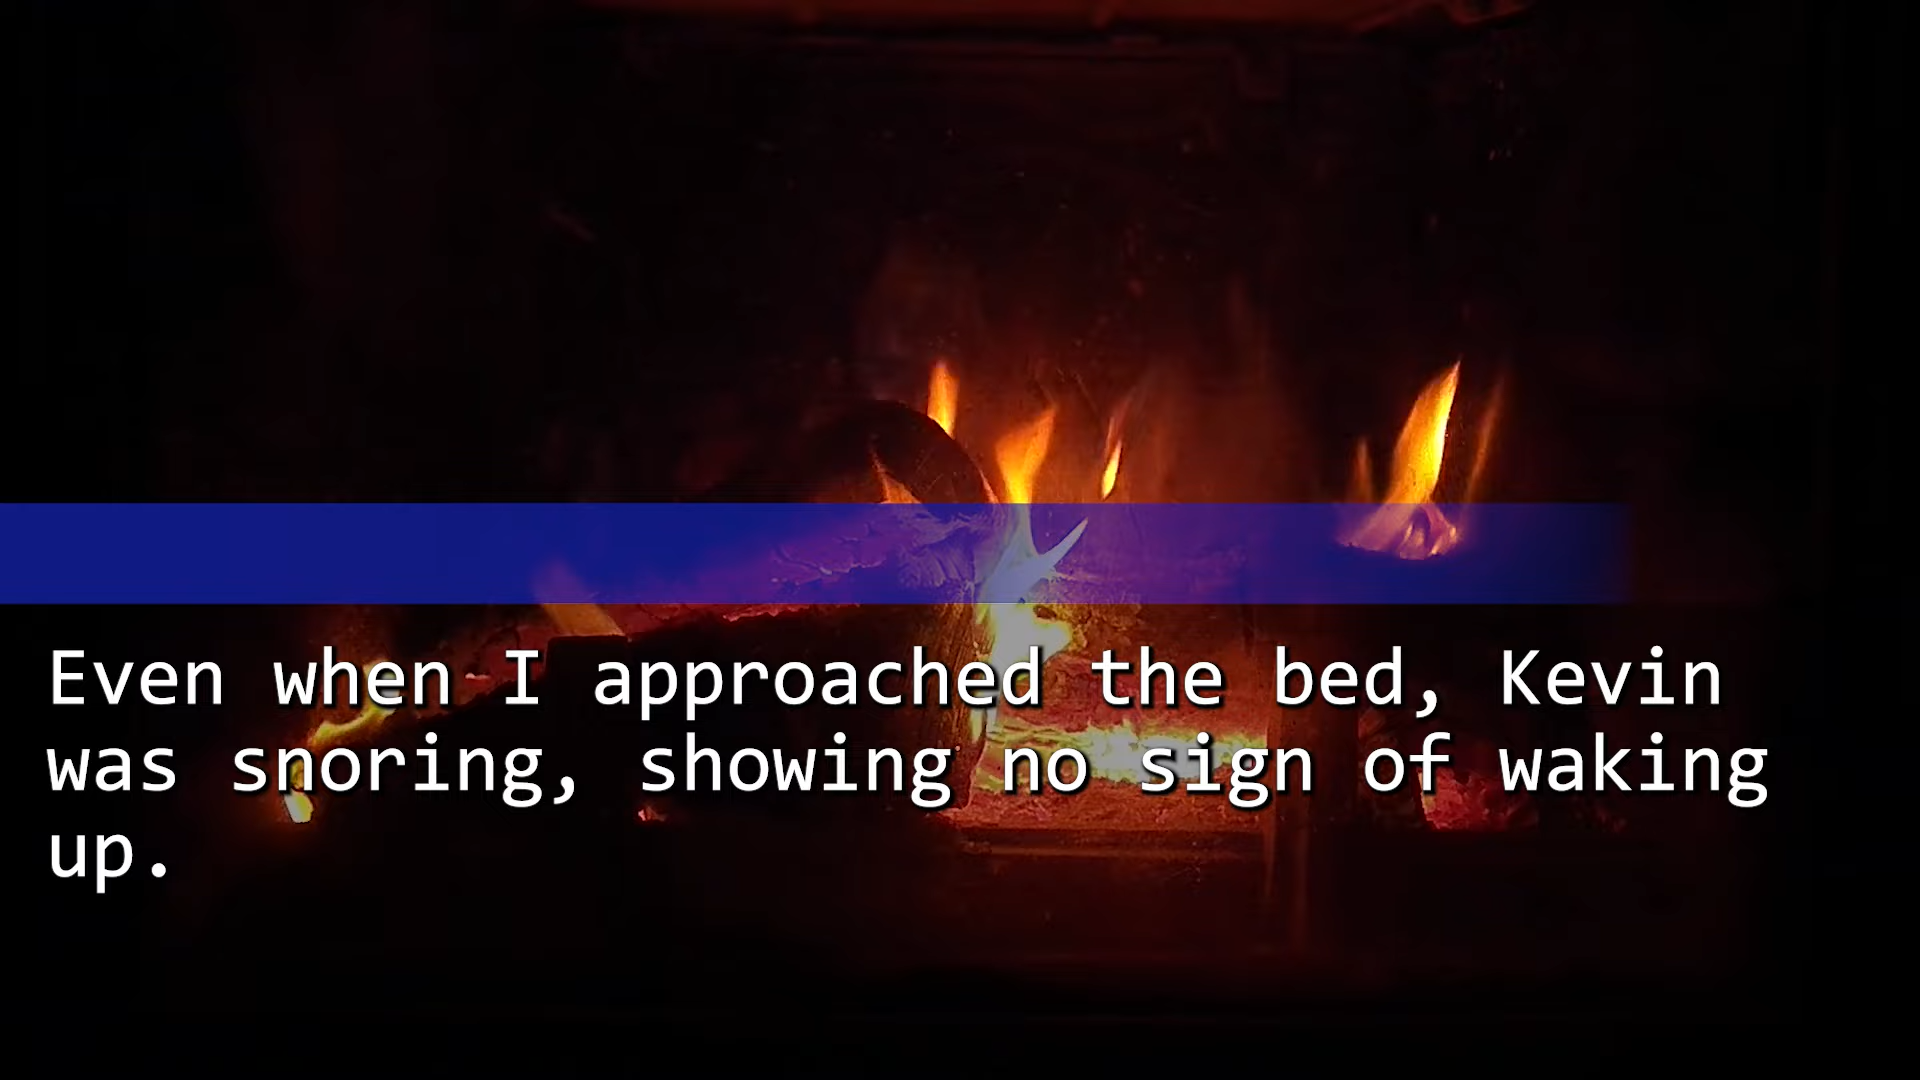 Even when I approached the bed, Kevin
was snoring, showing no sign of waking
up.